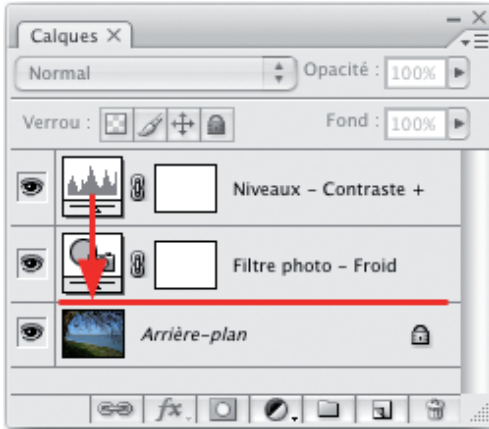 Calques ×
Normal Opacité : 100%
Verrou : Fond : 100%
Niveaux – Contraste +
Filtre photo – Froid
Arrière-plan
fx